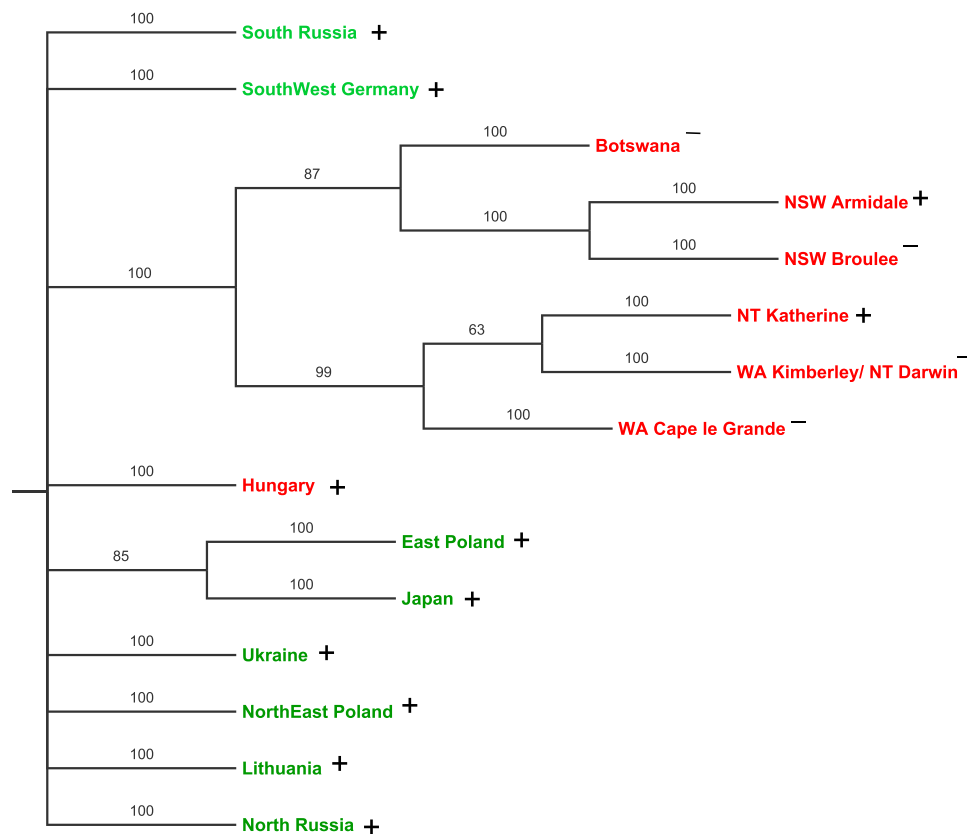 100
South Russia +
100
SouthWest Germany +
100
Botswana −
87
100
NSW Armidale +
100
100
NSW Broulee −
100
100
NT Katherine +
63
100
WA Kimberley/ NT Darwin −
99
100
WA Cape le Grande −
100
Hungary +
100
East Poland +
85
100
Japan +
100
Ukraine +
100
NorthEast Poland +
100
Lithuania +
100
North Russia +